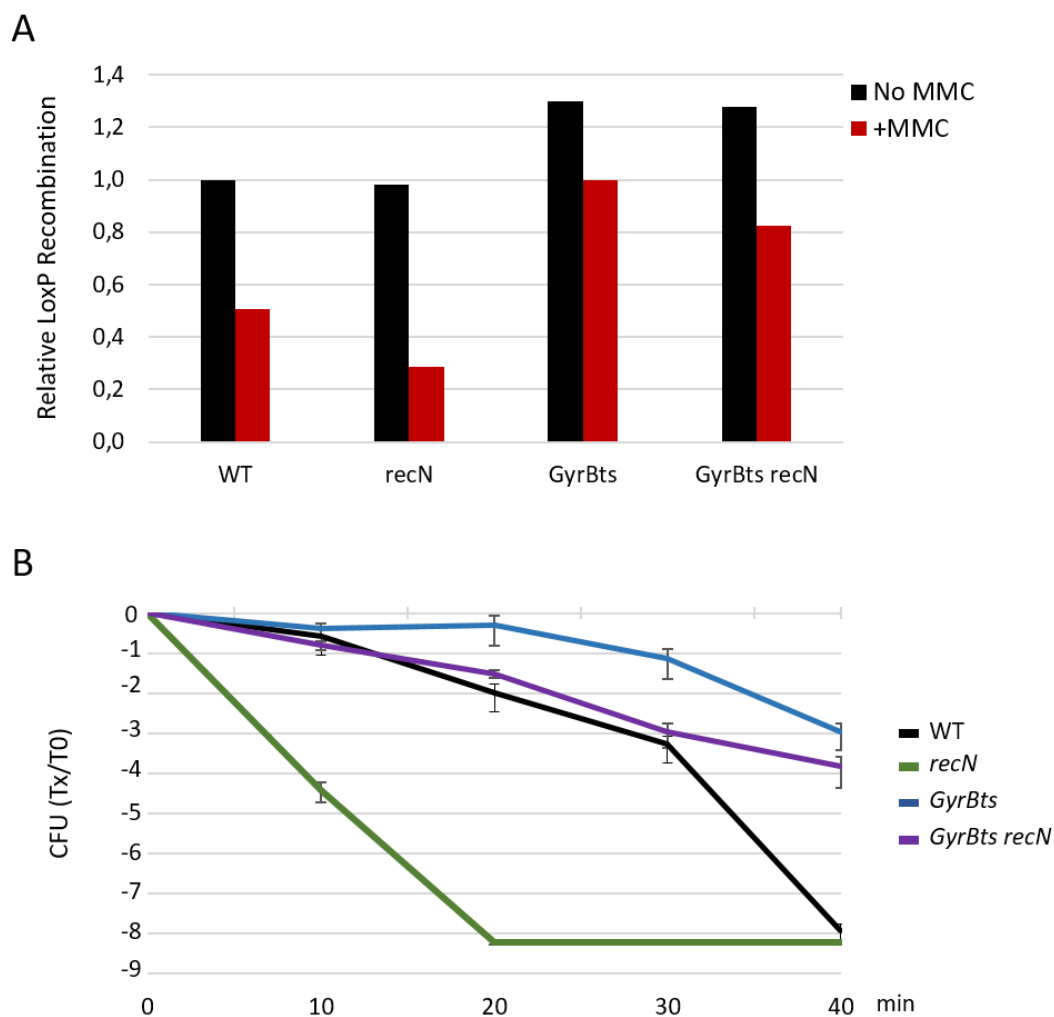 A
Relative LoxP Recombination
1,4
1,2
1,0
0,8
0,6
0,4
0,2
0,0
WT
recN
GyrBts
GyrBts recN
No MMC
+MMC
B
CFU (Tx/T0)
0
-1
-2
-3
-4
-5
-6
-7
-8
-9
0
10
20
30
40
min
WT
recN
GyrBts
GyrBts recN